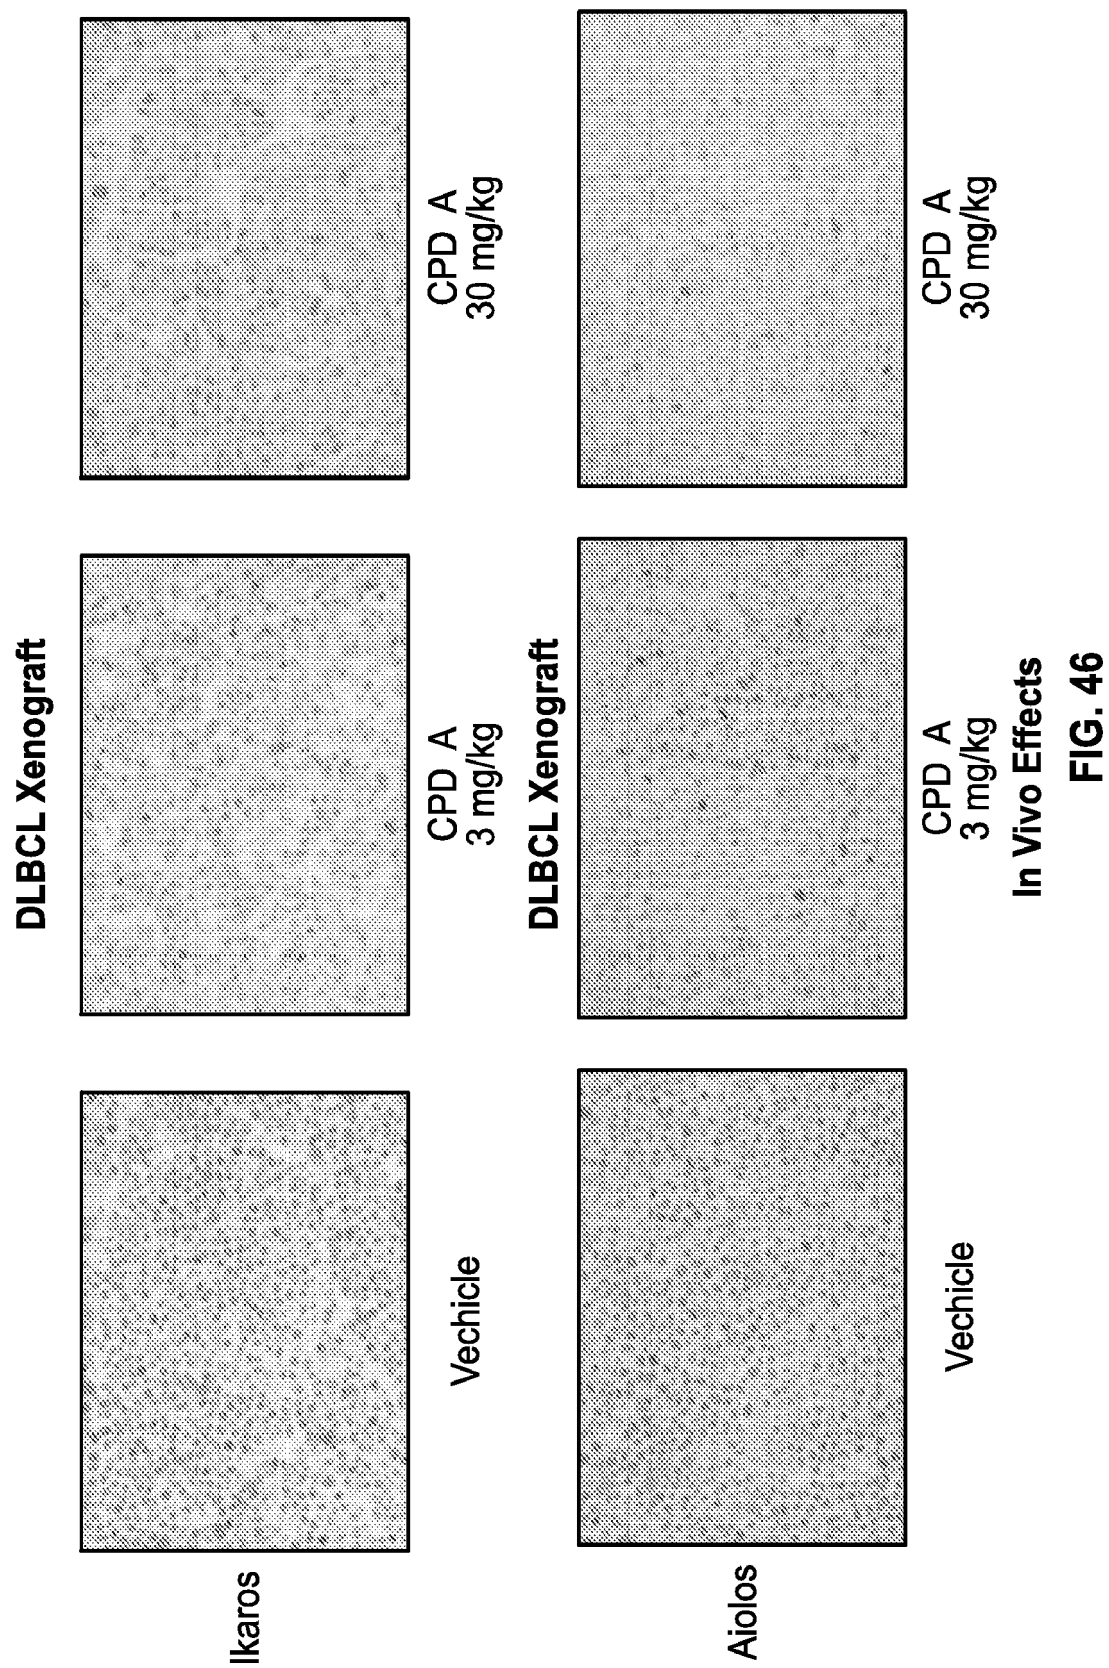 DLBCL Xenograft
Ikaros
Vechicle
CPD A
3 mg/kg
CPD A
30 mg/kg
DLBCL Xenograft
Aiolos
Vechicle
CPD A
3 mg/kg
CPD A
30 mg/kg
In Vivo Effects
FIG. 46